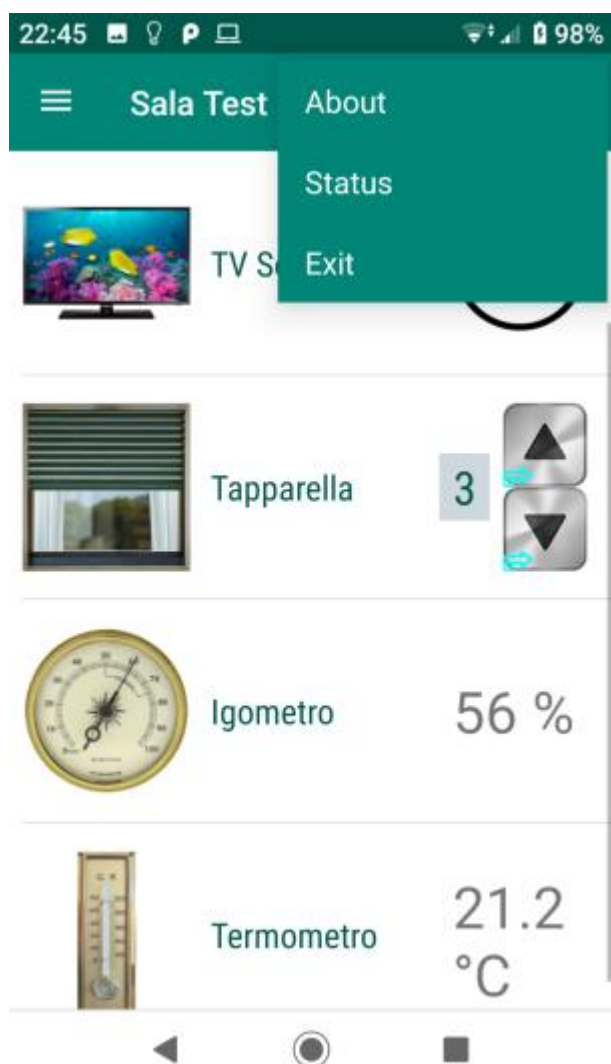 22:45
98%
Sala Test
About
Status
Exit
TV S
Tapparella
3
Igometro
56 %
Termometro
21.2
°C